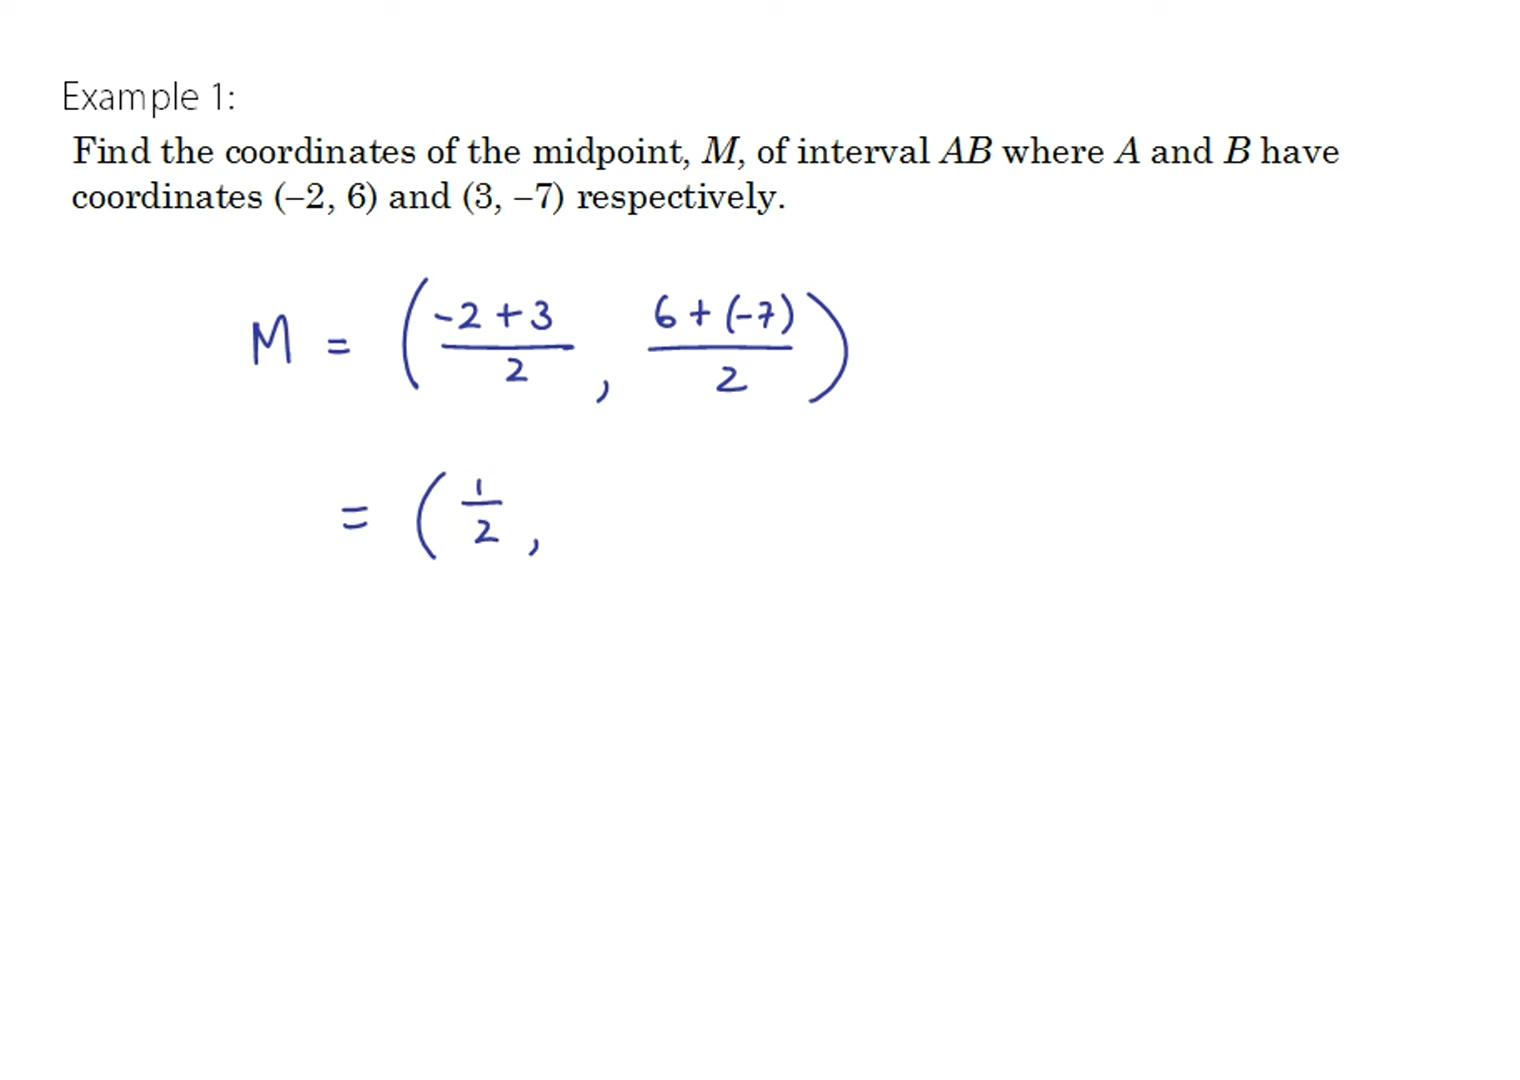 Example 1:
Find the coordinates of the midpoint, M, of interval AB where A and B have
coordinates (–2, 6) and (3, –7) respectively.
M = ( -2+3/2 , 6+(-7)/2 )
= ( 1/2 ,